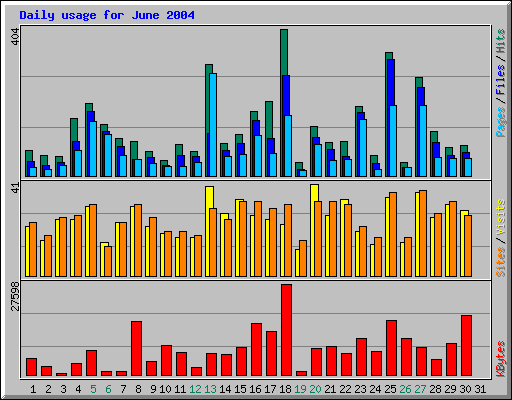 Daily usage for June 2004
404
Pages / Files / Hits
41
Sites / Visits
27598
KBytes
1 2 3 4 5 6 7 8 9 10 11 12 13 14 15 16 17 18 19 20 21 22 23 24 25 26 27 28 29 30 31